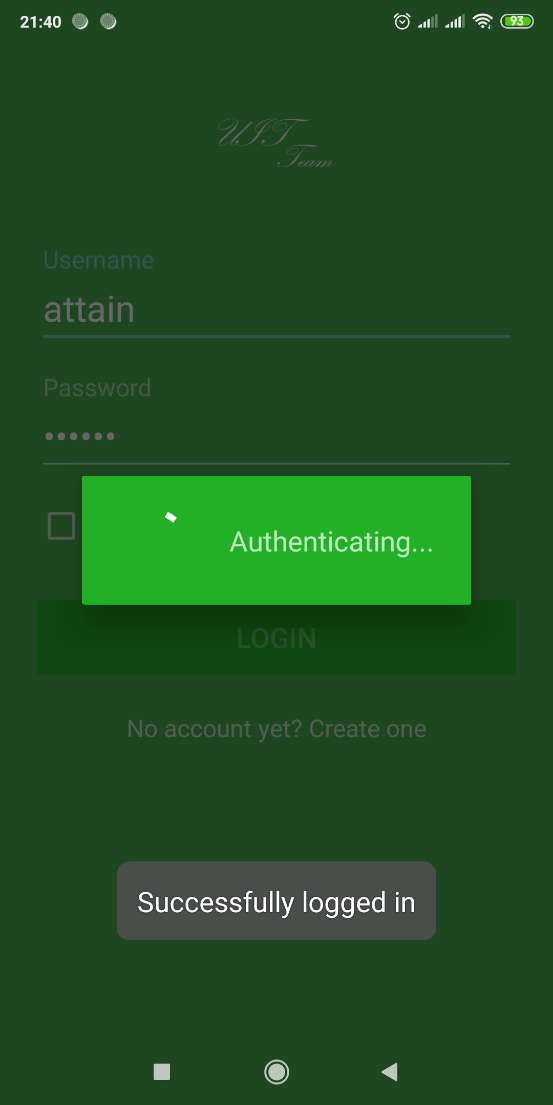 21:40
93
UIT
Team
Username
attain
Password
••••••
Authenticating...
LOGIN
No account yet? Create one
Successfully logged in